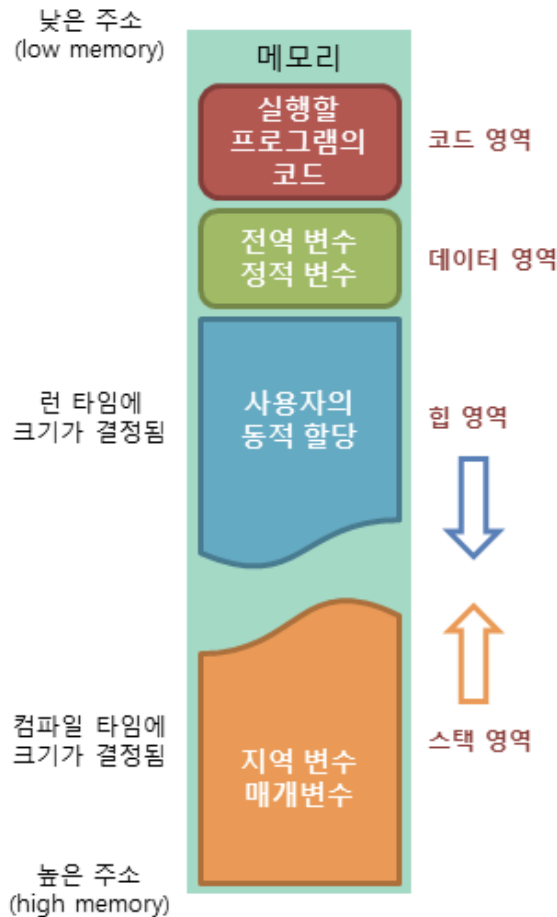 낮은 주소
(low memory)
메모리
실행할
프로그램의
코드
코드 영역
전역 변수
정적 변수
데이터 영역
런 타임에
크기가 결정됨
사용자의
동적 할당
힙 영역
컴파일 타임에
크기가 결정됨
지역 변수
매개변수
스택 영역
높은 주소
(high memory)